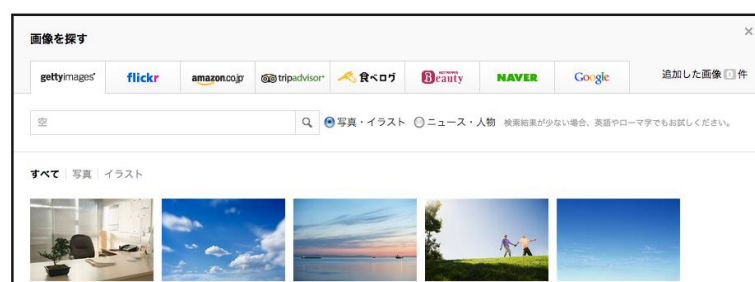 画像を探す
×
gettyimages® flickr amazon.co.jp tripadvisor 食べログ HOT PEPPER Beauty NAVER Google 追加した画像 0 件
空 写真・イラスト ニュース・人物 検索結果が少ない場合、英語やローマ字でもお試しください。
すべて 写真 イラスト